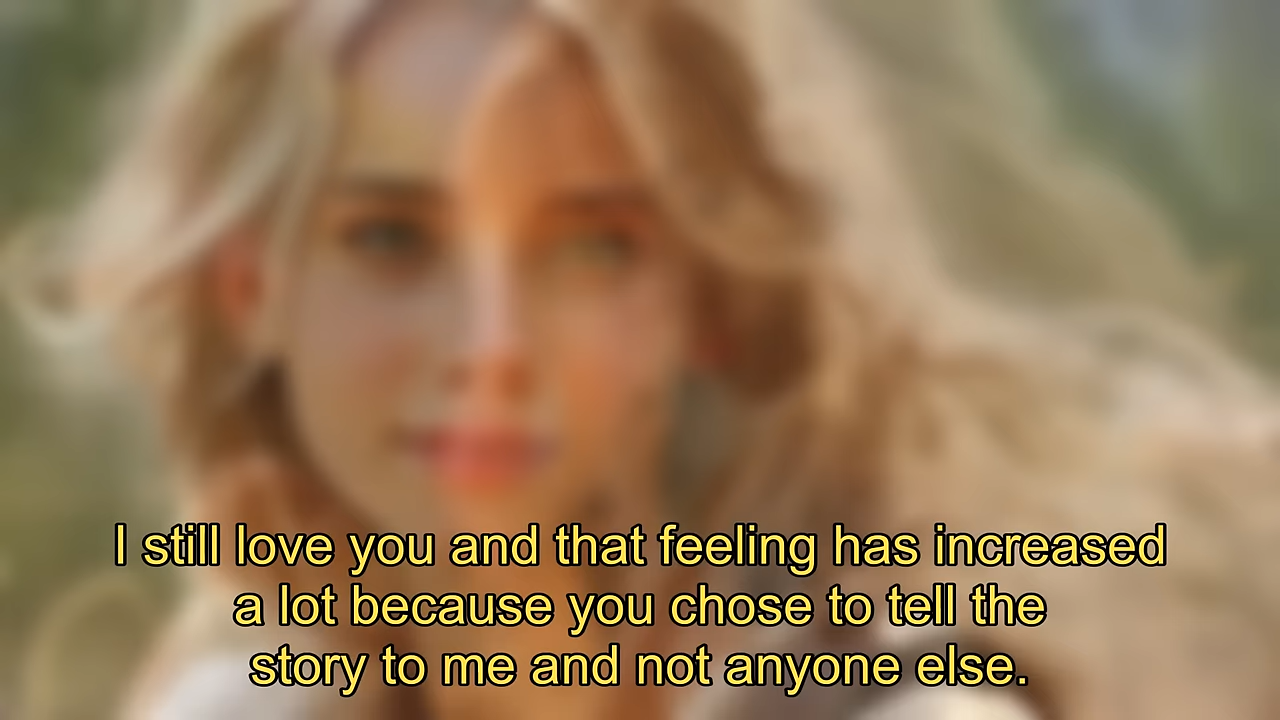 I still love you and that feeling has increased
a lot because you chose to tell the
story to me and not anyone else.